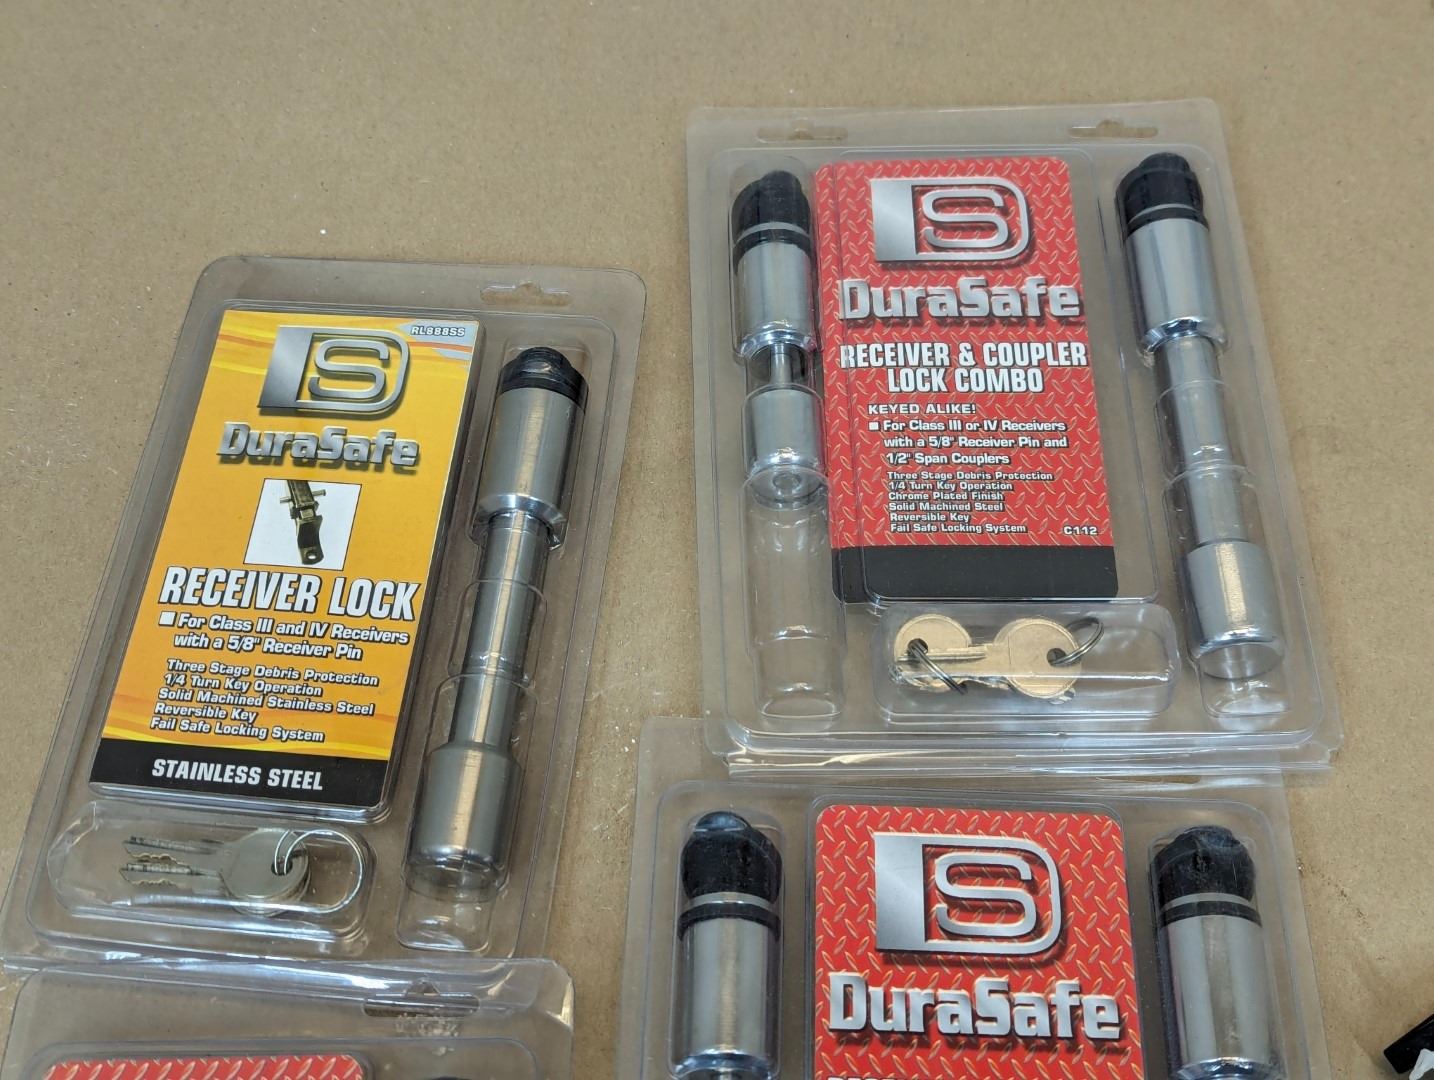 RL888SS
DS
DuraSafe
RECEIVER LOCK
For Class III and IV Receivers
with a 5/8" Receiver Pin
Three Stage Debris Protection
1/4 Turn Key Operation
Solid Machined Stainless Steel
Reversible Key
Fail Safe Locking System
STAINLESS STEEL
DS
DuraSafe
RECEIVER & COUPLER
LOCK COMBO
KEYED ALIKE!
For Class III or IV Receivers
with a 5/8" Receiver Pin and
1/2" Span Couplers
Three Stage Debris Protection
1/4 Turn Key Operation
Chrome Plated Finish
Solid Machined Steel
Reversible Key
Fail Safe Locking System
C112
DS
DuraSafe